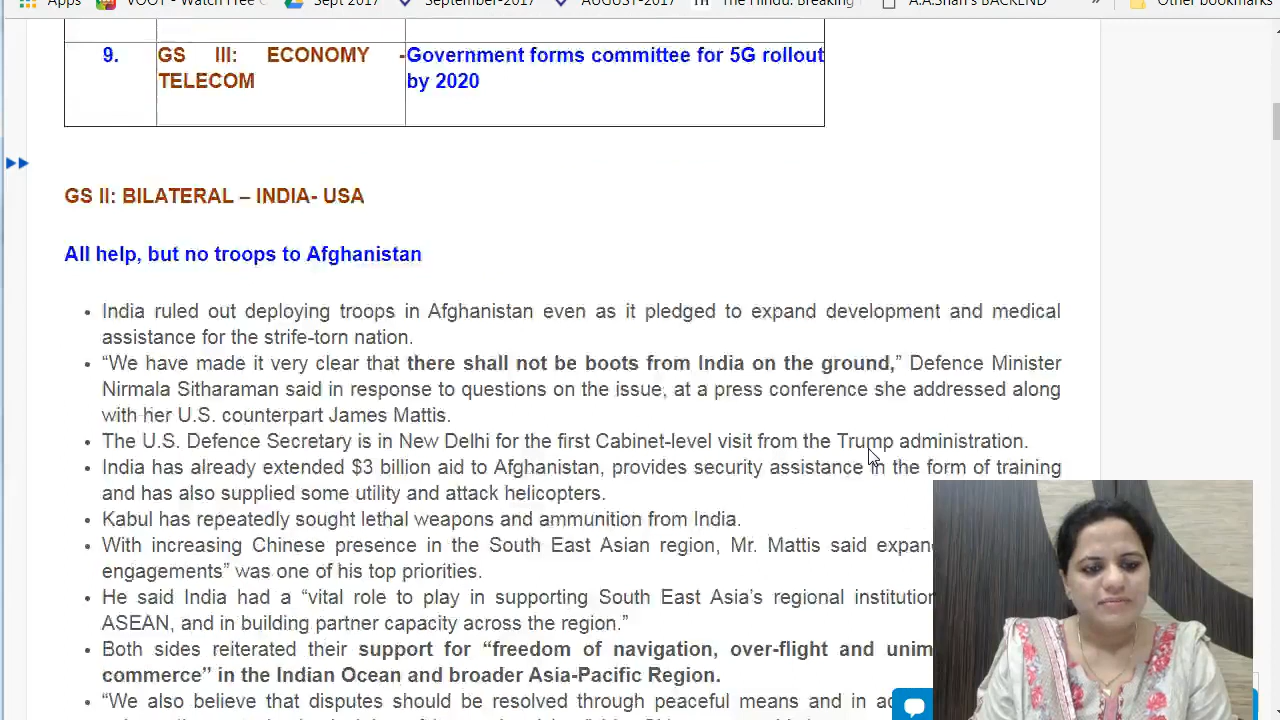 Apps VOOT - Watch Free Sept 2017 September-2017 AUGUST-2017 TH The Hindu: Breaking A.A.Shah's BACKEND » Other bookmarks
9. GS III: ECONOMY - Government forms committee for 5G rollout
TELECOM by 2020
GS II: BILATERAL – INDIA- USA
All help, but no troops to Afghanistan
• India ruled out deploying troops in Afghanistan even as it pledged to expand development and medical
assistance for the strife-torn nation.
• “We have made it very clear that there shall not be boots from India on the ground,” Defence Minister
Nirmala Sitharaman said in response to questions on the issue, at a press conference she addressed along
with her U.S. counterpart James Mattis.
• The U.S. Defence Secretary is in New Delhi for the first Cabinet-level visit from the Trump administration.
• India has already extended $3 billion aid to Afghanistan, provides security assistance in the form of training
and has also supplied some utility and attack helicopters.
• Kabul has repeatedly sought lethal weapons and ammunition from India.
• With increasing Chinese presence in the South East Asian region, Mr. Mattis said expan
engagements” was one of his top priorities.
• He said India had a “vital role to play in supporting South East Asia’s regional institution
ASEAN, and in building partner capacity across the region.”
• Both sides reiterated their support for “freedom of navigation, over-flight and unim
commerce” in the Indian Ocean and broader Asia-Pacific Region.
• “We also believe that disputes should be resolved through peaceful means and in ac